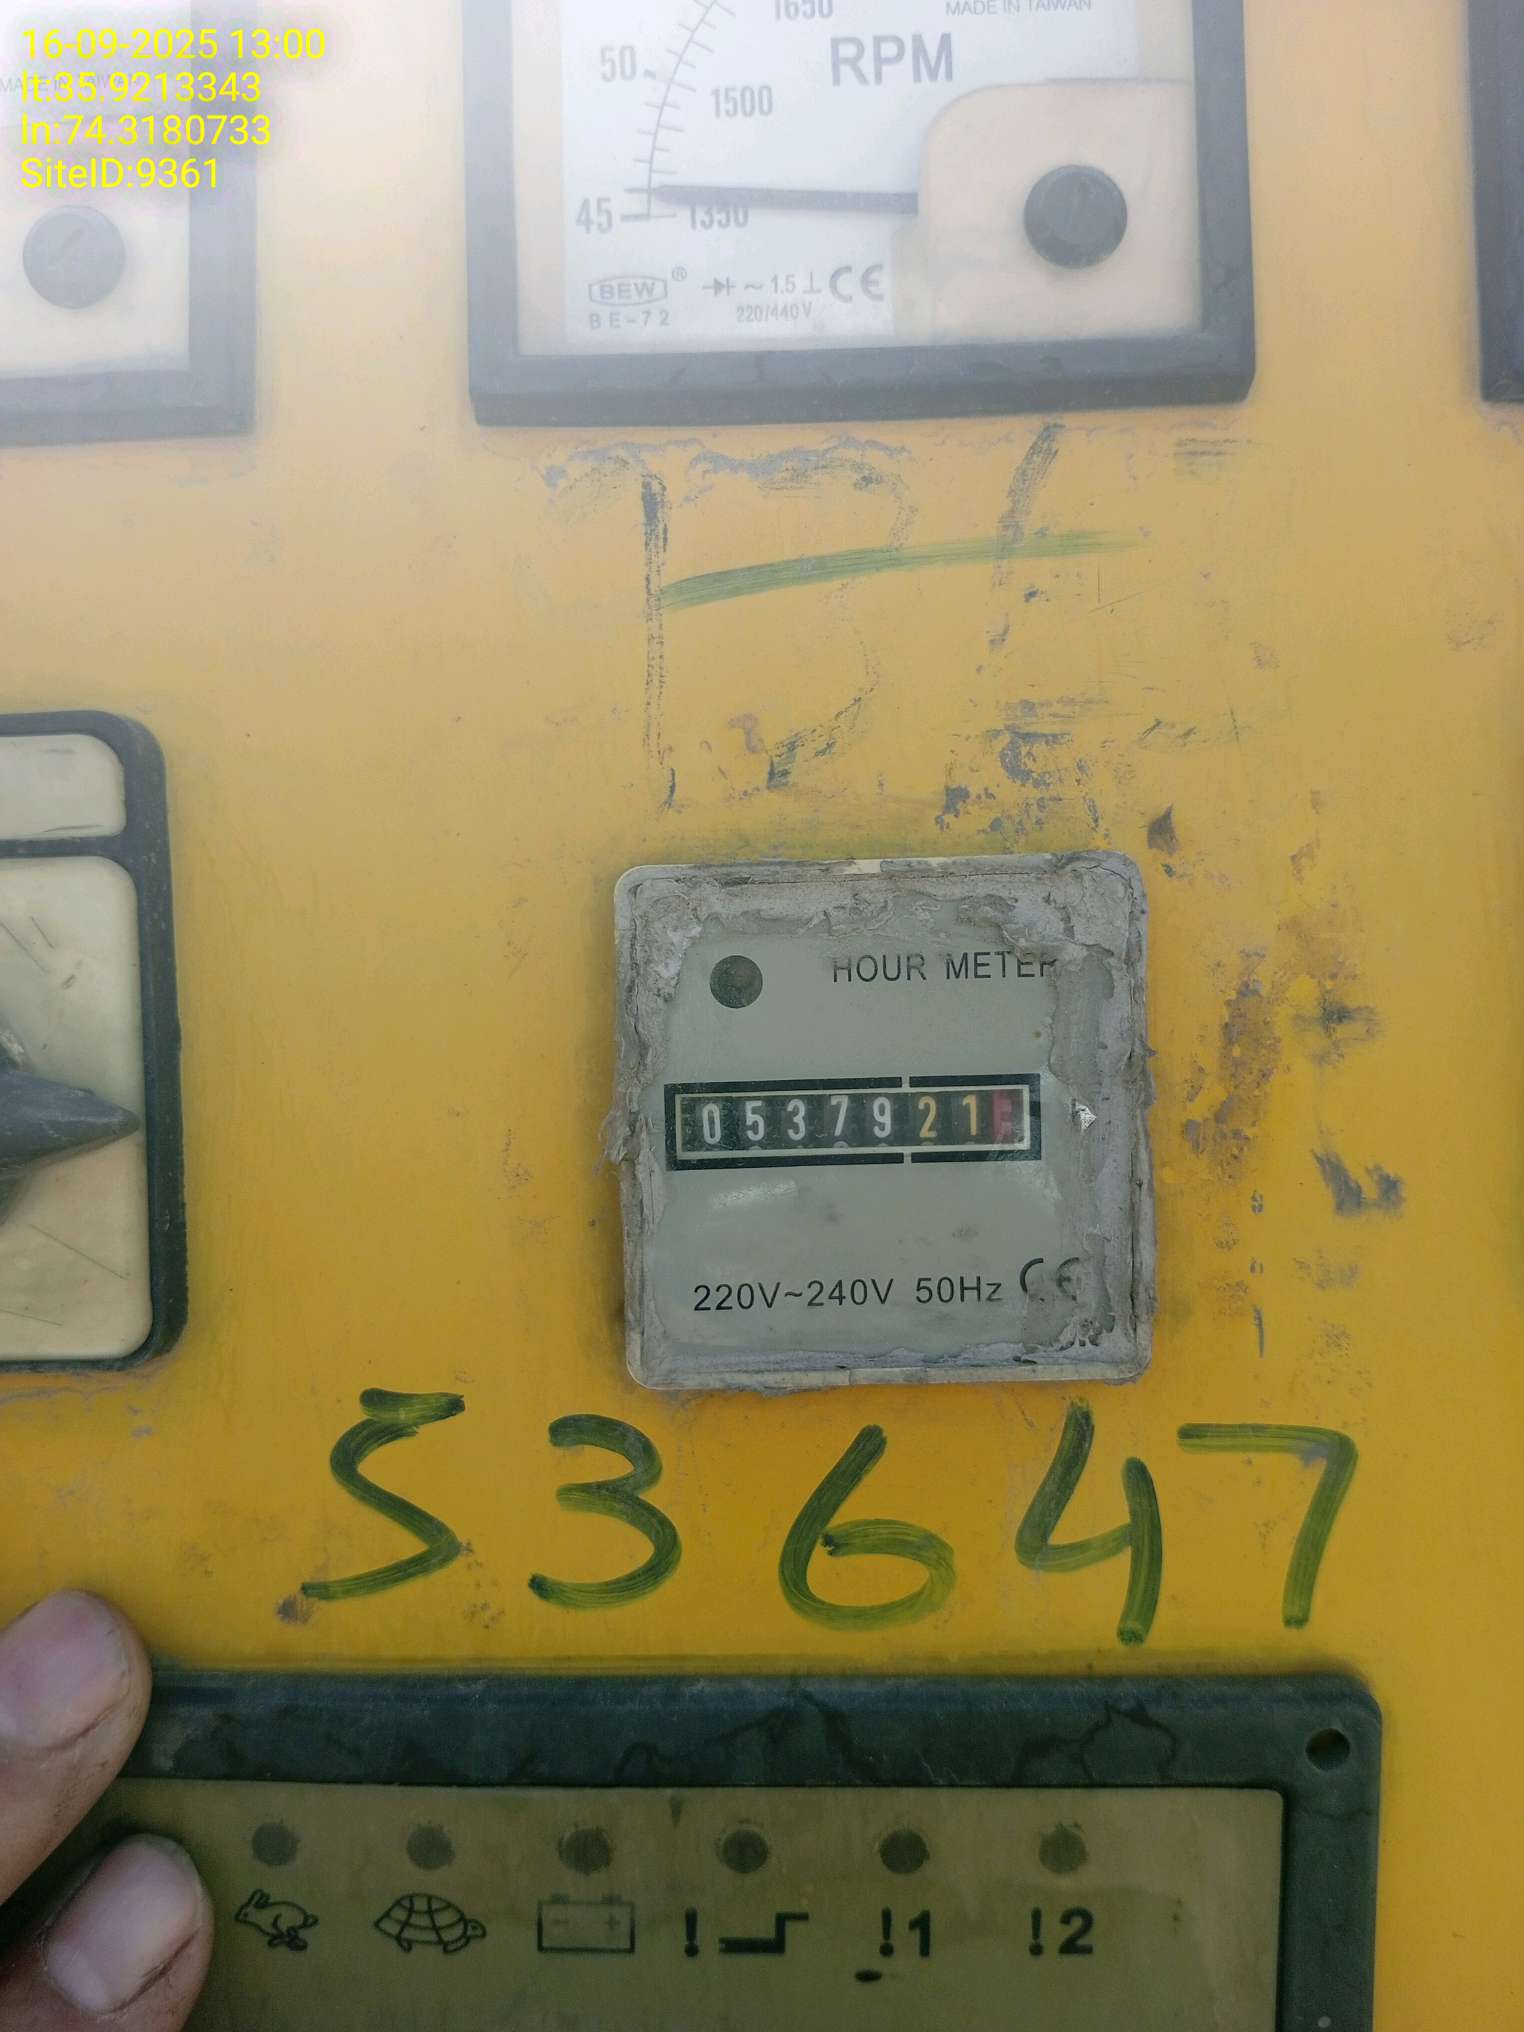 16-09-2025 13:00
lt:35.9213343
ln:74.3180733
SiteID:9361
MADE IN TAIWAN
1650
50
RPM
1500
45
1350
BEW®
~ 1.5 ⊥ CE
BE-72
220/440V
HOUR METER
0537921
220V~240V 50Hz CE
53647
! !1 !2